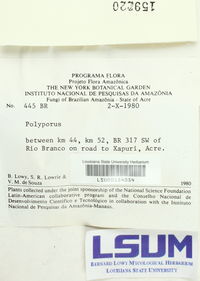 159220
PROGRAMA FLORA
Projeto Flora Amazônica
THE NEW YORK BOTANICAL GARDEN
INSTITUTO NACIONAL DE PESQUISAS DA AMAZÔNIA
Fungi of Brazilian Amazônia - State of Acre
No. 445 BR 2-X-1980
Polyporus
between km 44, km 52, BR 317 SW of
Rio Branco on road to Xapuri, Acre.
Louisiana State University Herbarium
B. Lowy, S. R. Lowrie &
V. M. de Souza 1980
Plants collected under the joint sponsorship of the National Science Foundation
Latin-American collaborative program and the Conselho Nacional de
Desenvolvimento Científico e Tecnológico in collaboration with the Instituto
Nacional de Pesquisas da Amazônia-Manaus.
LSUM
BERNARD LOWY MYCOLOGICAL HERBARIUM
LOUISIANA STATE UNIVERSITY